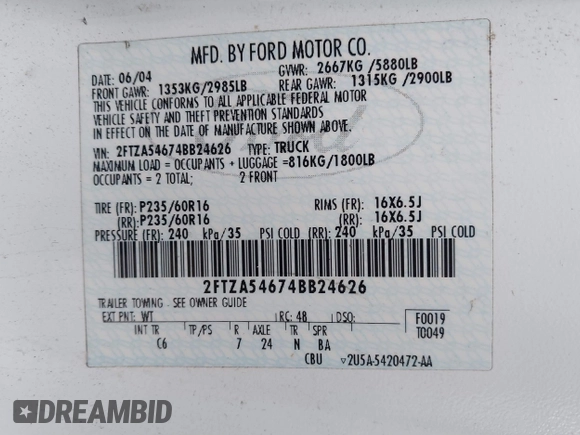 MFD. BY FORD MOTOR CO.
DATE: 06/04 GVWR: 2667KG /5880LB
FRONT GAWR: 1353KG/2985LB REAR GAWR: 1315KG/2900LB
THIS VEHICLE CONFORMS TO ALL APPLICABLE FEDERAL MOTOR
VEHICLE SAFETY AND THEFT PREVENTION STANDARDS
IN EFFECT ON THE DATE OF MANUFACTURE SHOWN ABOVE.
VIN: 2FTZA54674BB24626 TYPE: TRUCK
MAXIMUM LOAD = OCCUPANTS + LUGGAGE =816KG/1800LB
OCCUPANTS = 2 TOTAL; 2 FRONT
TIRE (FR): P235/60R16 RIMS (FR): 16X6.5J
(RR): P235/60R16 (RR): 16X6.5J
PRESSURE (FR): 240 kPa/35 PSI COLD (RR): 240 kPa/35 PSI COLD
2FTZA54674BB24626
TRAILER TOWING - SEE OWNER GUIDE
EXT PNT: WT RC: 48 DSO: F0019
INT TR TP/PS R AXLE TR SPR T0049
C6 7 24 N BA
CBU ▽2U5A-5420472-AA
Ford
DREAMBID